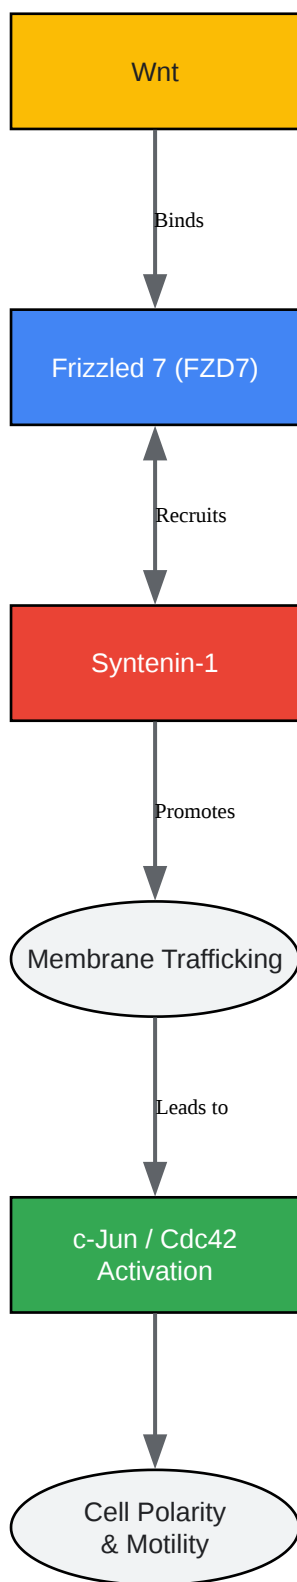 Wnt
Binds
Frizzled 7 (FZD7)
Recruits
Syntenin-1
Promotes
Membrane Trafficking
Leads to
c-Jun / Cdc42
Activation
Cell Polarity
& Motility